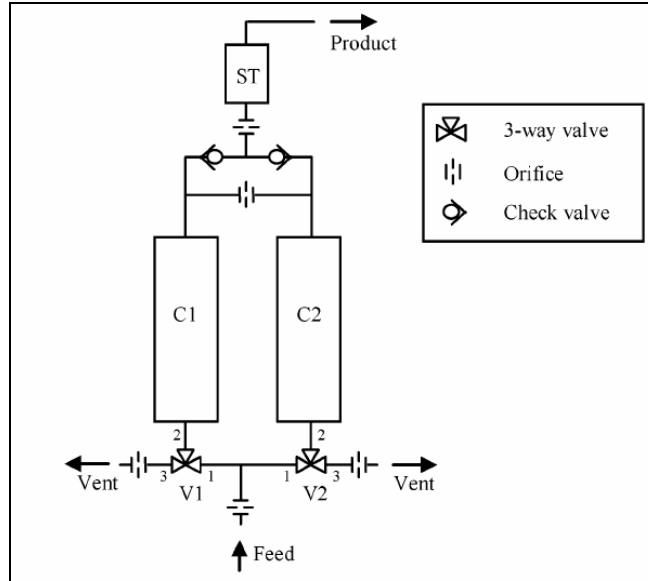 Product
ST
3-way valve
Orifice
Check valve
C1
C2
2
2
3
1
1
3
Vent
V1
V2
Vent
Feed